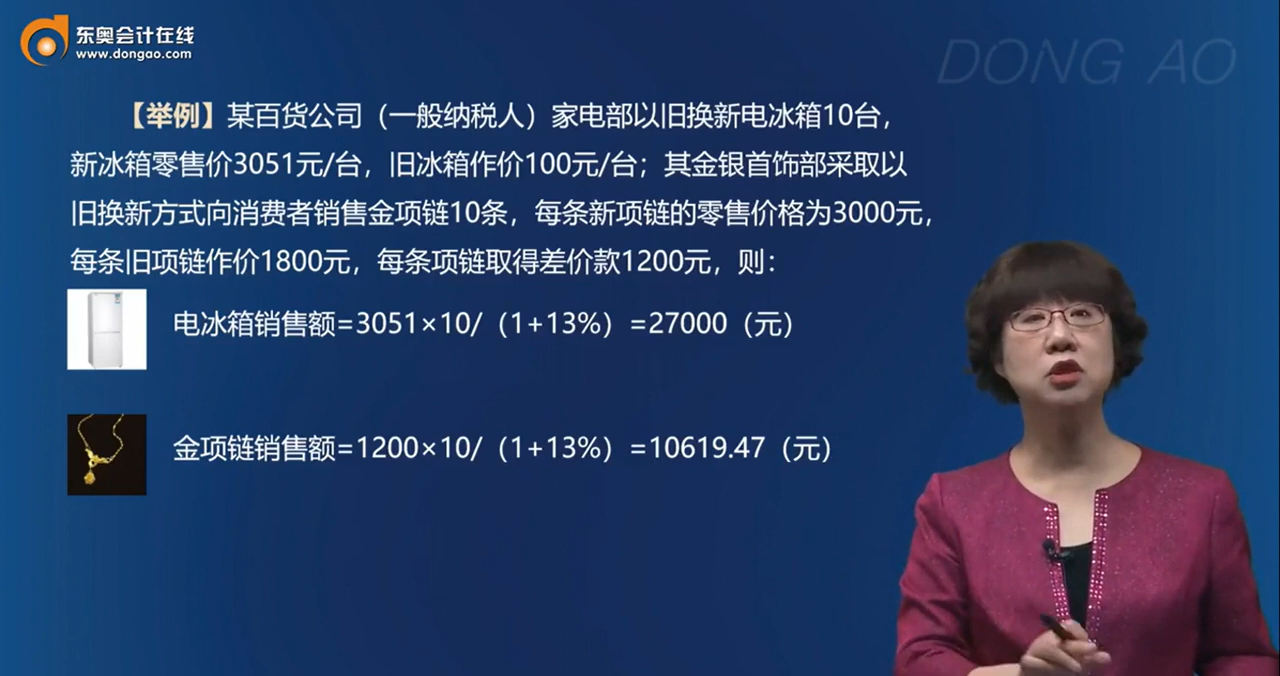 东奥会计在线
www.dongao.com
DONG AO
【举例】某百货公司（一般纳税人）家电部以旧换新电冰箱10台，
新冰箱零售价3051元/台，旧冰箱作价100元/台；其金银首饰部采取以
旧换新方式向消费者销售金项链10条，每条新项链的零售价格为3000元，
每条旧项链作价1800元，每条项链取得差价款1200元，则：
电冰箱销售额=3051×10/（1+13%）=27000（元）
金项链销售额=1200×10/（1+13%）=10619.47（元）